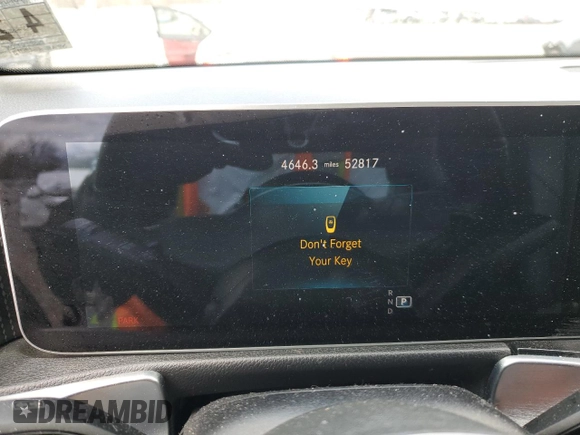 4646.3 miles 52817
Don't Forget
Your Key
R
N P
D
DREAMBID